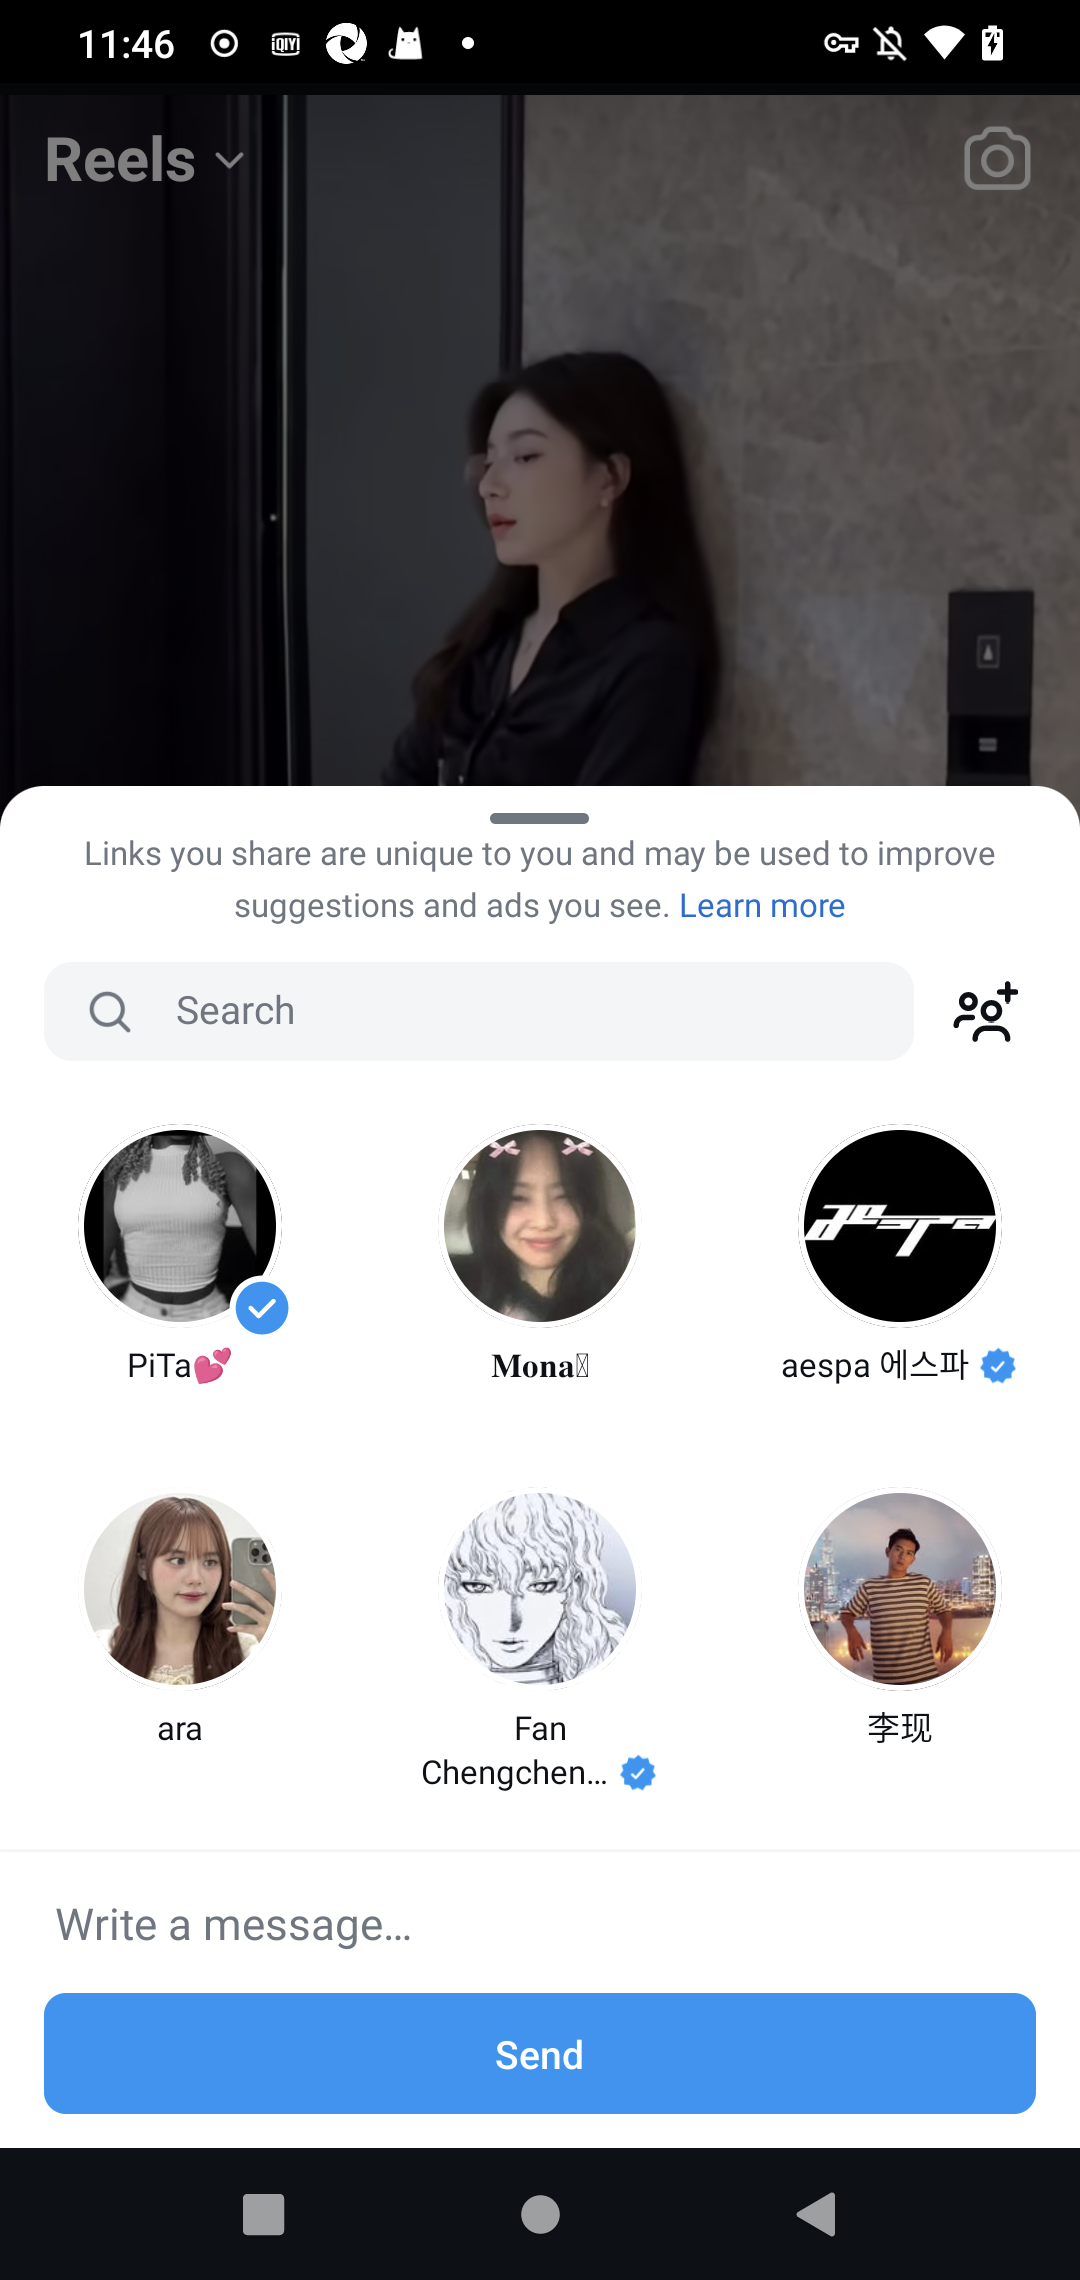 11:46
iQIYI
Reels
Links you share are unique to you and may be used to improve
suggestions and ads you see. Learn more
Search
PiTa💕
𝐌𝐨𝐧𝐚
aespa 에스파
ara
Fan
Chengchen...
李现
Write a message...
Send